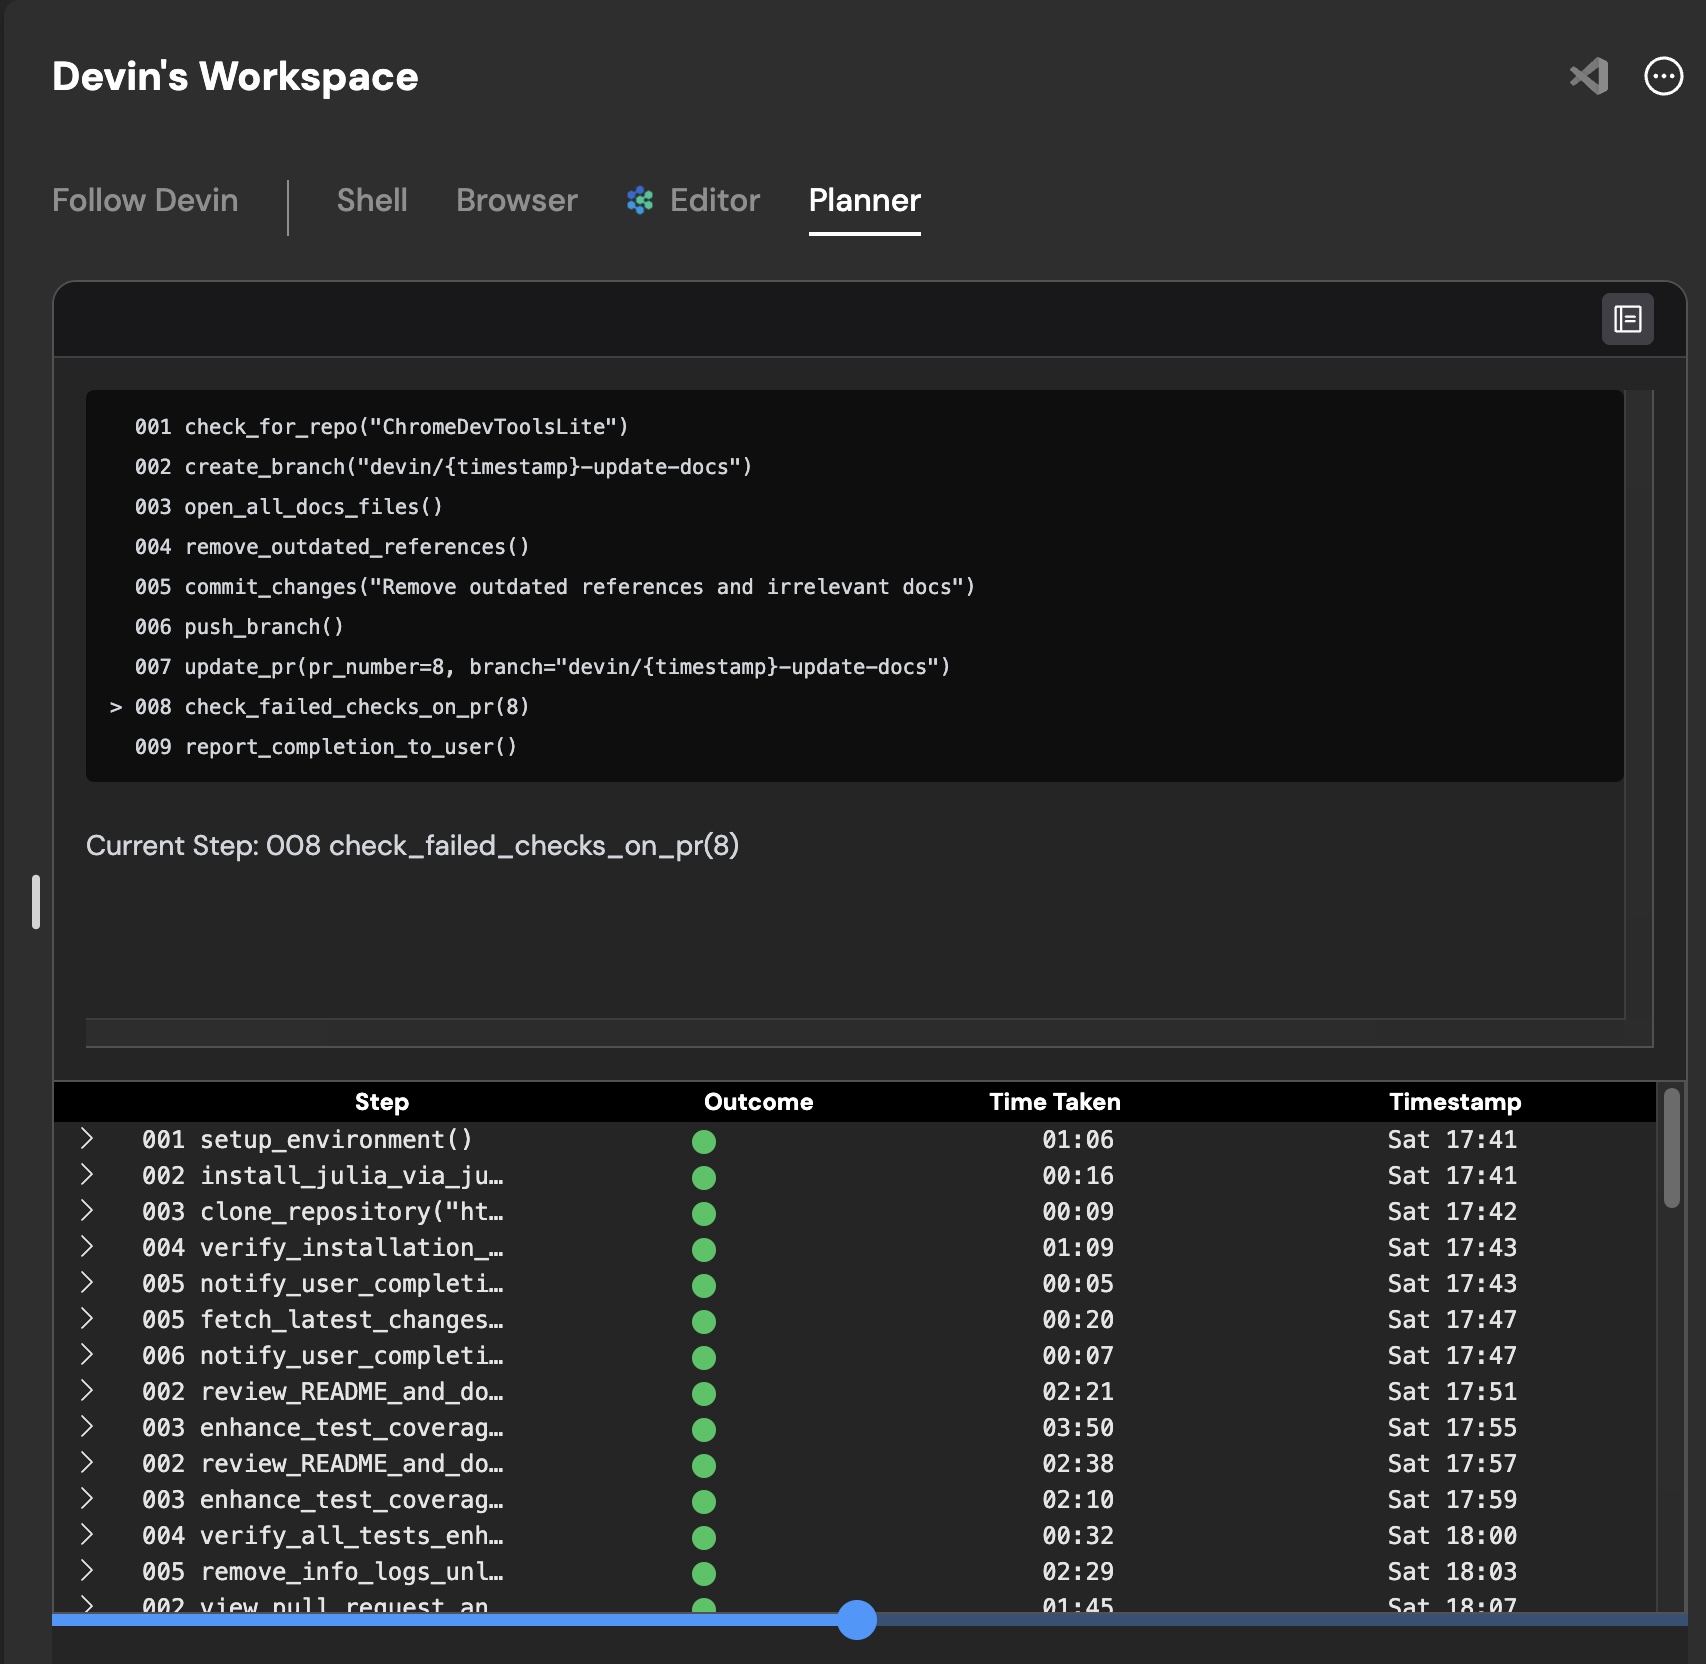 Devin's Workspace
Follow Devin Shell Browser Editor Planner
001 check_for_repo("ChromeDevToolsLite")
002 create_branch("devin/{timestamp}-update-docs")
003 open_all_docs_files()
004 remove_outdated_references()
005 commit_changes("Remove outdated references and irrelevant docs")
006 push_branch()
007 update_pr(pr_number=8, branch="devin/{timestamp}-update-docs")
> 008 check_failed_checks_on_pr(8)
009 report_completion_to_user()
Current Step: 008 check_failed_checks_on_pr(8)
Step Outcome Time Taken Timestamp
001 setup_environment() 01:06 Sat 17:41
002 install_julia_via_ju… 00:16 Sat 17:41
003 clone_repository("ht… 00:09 Sat 17:42
004 verify_installation_… 01:09 Sat 17:43
005 notify_user_completi… 00:05 Sat 17:43
005 fetch_latest_changes… 00:20 Sat 17:47
006 notify_user_completi… 00:07 Sat 17:47
002 review_README_and_do… 02:21 Sat 17:51
003 enhance_test_coverag… 03:50 Sat 17:55
002 review_README_and_do… 02:38 Sat 17:57
003 enhance_test_coverag… 02:10 Sat 17:59
004 verify_all_tests_enh… 00:32 Sat 18:00
005 remove_info_logs_unl… 02:29 Sat 18:03
002 view_pull_request_an… 01:45 Sat 18:07